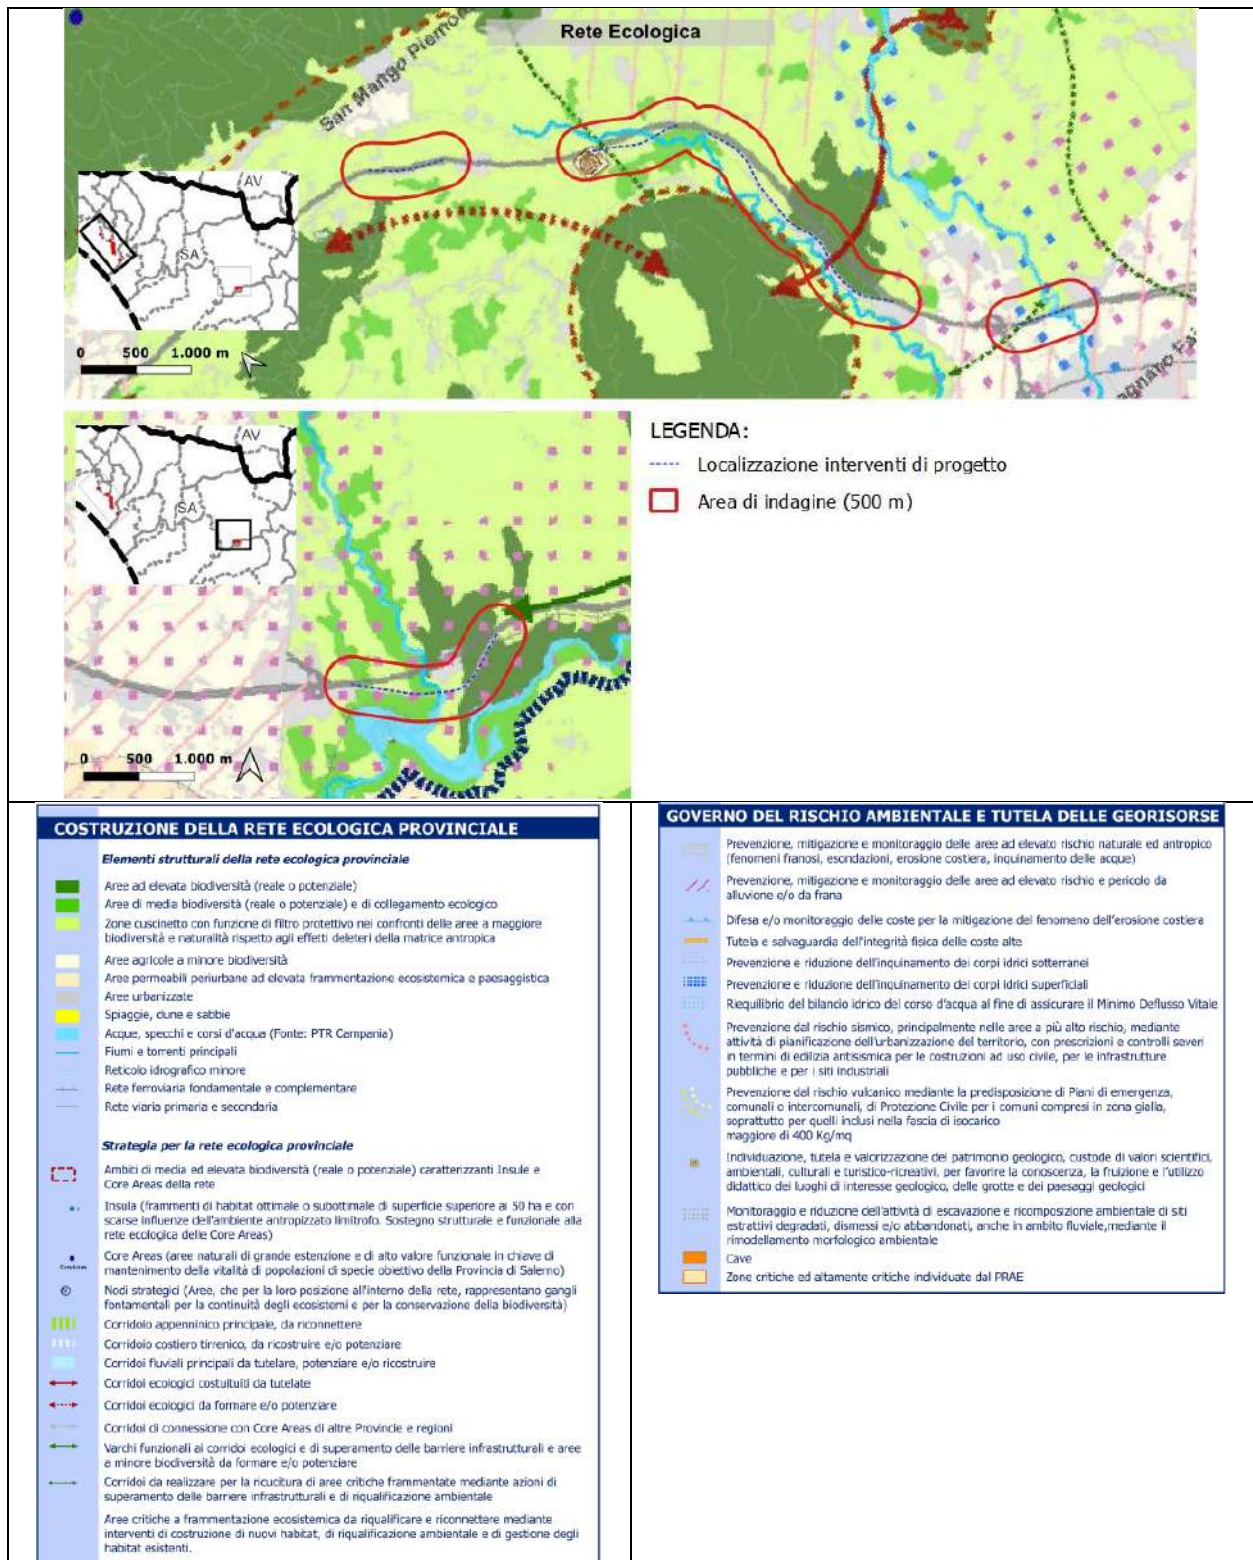 Rete Ecologica
San Mango Piemo
AV
SA
0 500 1.000 m
AV
SA
0 500 1.000 m
LEGENDA:
Localizzazione interventi di progetto
Area di indagine (500 m)
COSTRUZIONE DELLA RETE ECOLOGICA PROVINCIALE
Elementi strutturali della rete ecologica provinciale
Aree ad elevata biodiversità (reale o potenziale)
Aree di media biodiversità (reale o potenziale) e di collegamento ecologico
Zone cuscinetto con funzione di filtro protettivo nei confronti delle aree a maggiore
biodiversità e naturalità rispetto agli effetti deleteri della matrice antropica
Aree agricole a minore biodiversità
Aree permeabili periurbane ad elevata frammentazione ecosistemica e paesaggistica
Aree urbanizzate
Spiagge, dune e sabbie
Acque, specchi e corsi d'acqua (Fonte: PTR Campania)
Fiumi e torrenti principali
Reticolo idrografico minore
Rete ferroviaria fondamentale e complementare
Rete viaria primaria e secondaria
Strategia per la rete ecologica provinciale
Ambiti di media ed elevata biodiversità (reale o potenziale) caratterizzanti Insule e
Core Areas della rete
Insula (frammenti di habitat ottimale o subottimale di superficie superiore ai 50 ha e con
scarse influenze dell'ambiente antropizzato limitrofo. Sostegno strutturale e funzionale alla
rete ecologica delle Core Areas)
Core Areas (aree naturali di grande estenzione e di alto valore funzionale in chiave di
mantenimento della vitalità di popolazioni di specie obiettivo della Provincia di Salerno)
Nodi strategici (Aree, che per la loro posizione all'interno della rete, rappresentano gangli
fontamentali per la continuità degli ecosistemi e per la conservazione della biodiversità)
Corridoio appenninico principale, da riconnettere
Corridoio costiero tirrenico, da ricostruire e/o potenziare
Corridoi fluviali principali da tutelare, potenziare e/o ricostruire
Corridoi ecologici costuituti da tutelate
Corridoi ecologici da formare e/o potenziare
Corridoi di connessione con Core Areas di altre Provincie e regioni
Varchi funzionali ai corridoi ecologici e di superamento delle barriere infrastrutturali e aree
a minore biodiversità da formare e/o potenziare
Corridoi da realizzare per la ricucitura di aree critiche frammentate mediante azioni di
superamento delle barriere infrastrutturali e di riqualificazione ambientale
Aree critiche a frammentazione ecosistemica da riqualificare e riconnettere mediante
interventi di costruzione di nuovi habitat, di riqualificazione ambientale e di gestione degli
habitat esistenti.
GOVERNO DEL RISCHIO AMBIENTALE E TUTELA DELLE GEORISORSE
Prevenzione, mitigazione e monitoraggio delle aree ad elevato rischio naturale ed antropico
(fenomeni franosi, esondazioni, erosione costiera, inquinamento delle acque)
Prevenzione, mitigazione e monitoraggio delle aree ad elevato rischio e pericolo da
alluvione e/o da frana
Difesa e/o monitoraggio delle coste per la mitigazione del fenomeno dell'erosione costiera
Tutela e salvaguardia dell'integrità fisica delle coste alte
Prevenzione e riduzione dell'inquinamento dei corpi idrici sotterranei
Prevenzione e riduzione dell'inquinamento dei corpi idrici superficiali
Riequilibrio del bilancio idrico del corso d'acqua al fine di assicurare il Minimo Deflusso Vitale
Prevenzione dal rischio sismico, principalmente nelle aree a più alto rischio, mediante
attività di pianificazione dell'urbanizzazione del territorio, con prescrizioni e controlli severi
in termini di edilizia antisismica per le costruzioni ad uso civile, per le infrastrutture
pubbliche e per i siti industriali
Prevenzione dal rischio vulcanico mediante la predisposizione di Piani di emergenza,
comunali o intercomunali, di Protezione Civile per i comuni compresi in zona gialla,
soprattutto per quelli inclusi nella fascia di isocarico
maggiore di 400 Kg/mq
Individuazione, tutela e valorizzazione del patrimonio geologico, custode di valori scientifici,
ambientali, culturali e turistico-ricreativi, per favorire la conoscenza, la fruizione e l'utilizzo
didattico dei luoghi di interesse geologico, delle grotte e dei paesaggi geologici
Monitoraggio e riduzione dell'attività di escavazione e ricomposizione ambientale di siti
estrattivi degradati, dismessi e/o abbandonati, anche in ambito fluviale,mediante il
rimodellamento morfologico ambientale
Cave
Zone critiche ed altamente critiche individuate dal PRAE